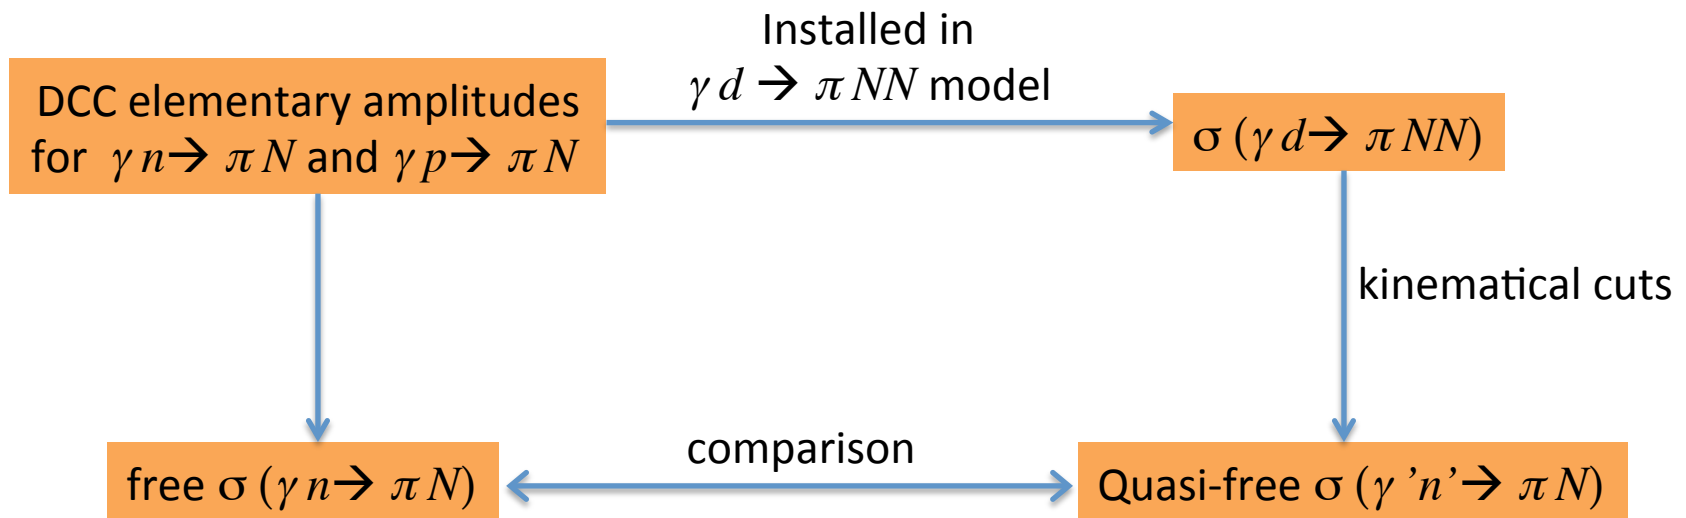 Installed in
γ d → π NN model
DCC elementary amplitudes
for γ n→ π N and γ p→ π N
σ (γ d→ π NN)
kinematical cuts
comparison
free σ (γ n→ π N)
Quasi-free σ (γ ’n’→ π N)